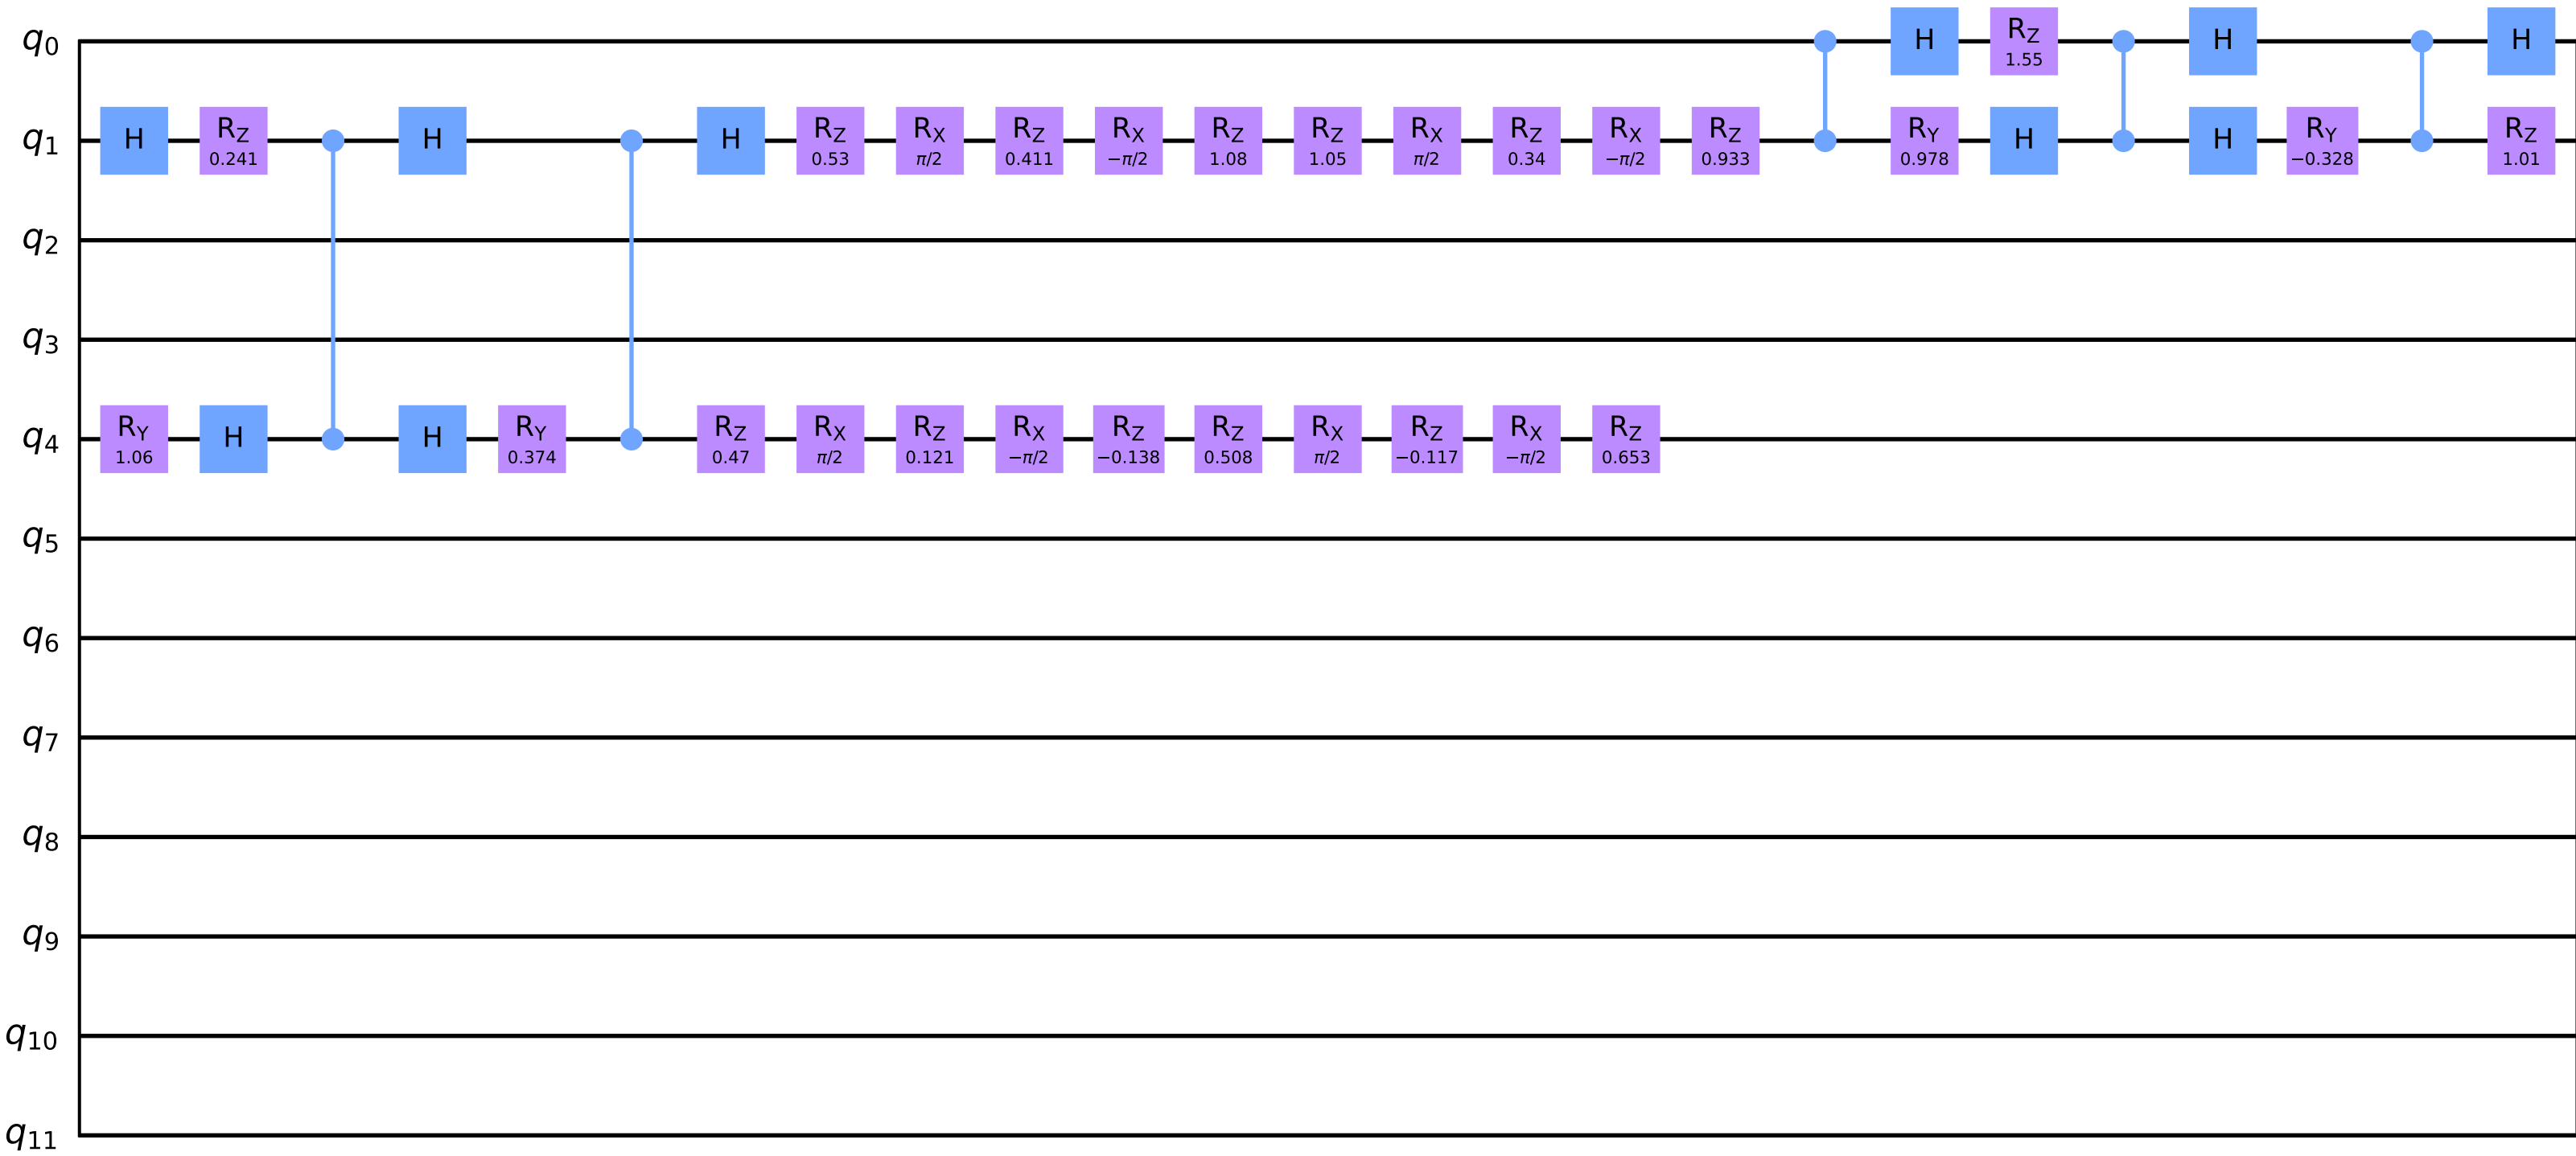 q0 H RZ 1.55 H H
q1 H RZ 0.241 H H RZ 0.53 RX π/2 RZ 0.411 RX −π/2 RZ 1.08 RZ 1.05 RX π/2 RZ 0.34 RX −π/2 RZ 0.933 RY 0.978 H H RY −0.328 RZ 1.01
q2
q3
q4 RY 1.06 H H RY 0.374 RZ 0.47 RX π/2 RZ 0.121 RX −π/2 RZ −0.138 RZ 0.508 RX π/2 RZ −0.117 RX −π/2 RZ 0.653
q5
q6
q7
q8
q9
q10
q11